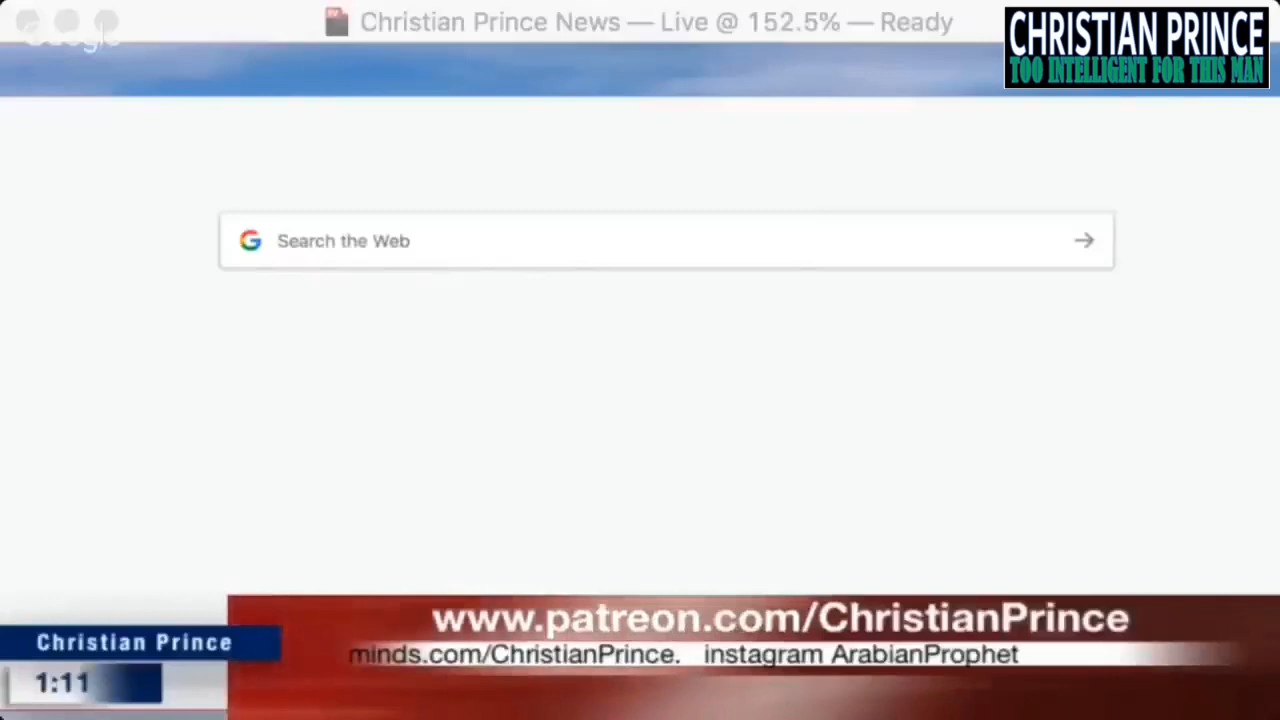 Google
Christian Prince News — Live @ 152.5% — Ready
CHRISTIAN PRINCE
TOO INTELLIGENT FOR THIS MAN
Search the Web
www.patreon.com/ChristianPrince
Christian Prince
minds.com/ChristianPrince. instagram ArabianProphet
1:11